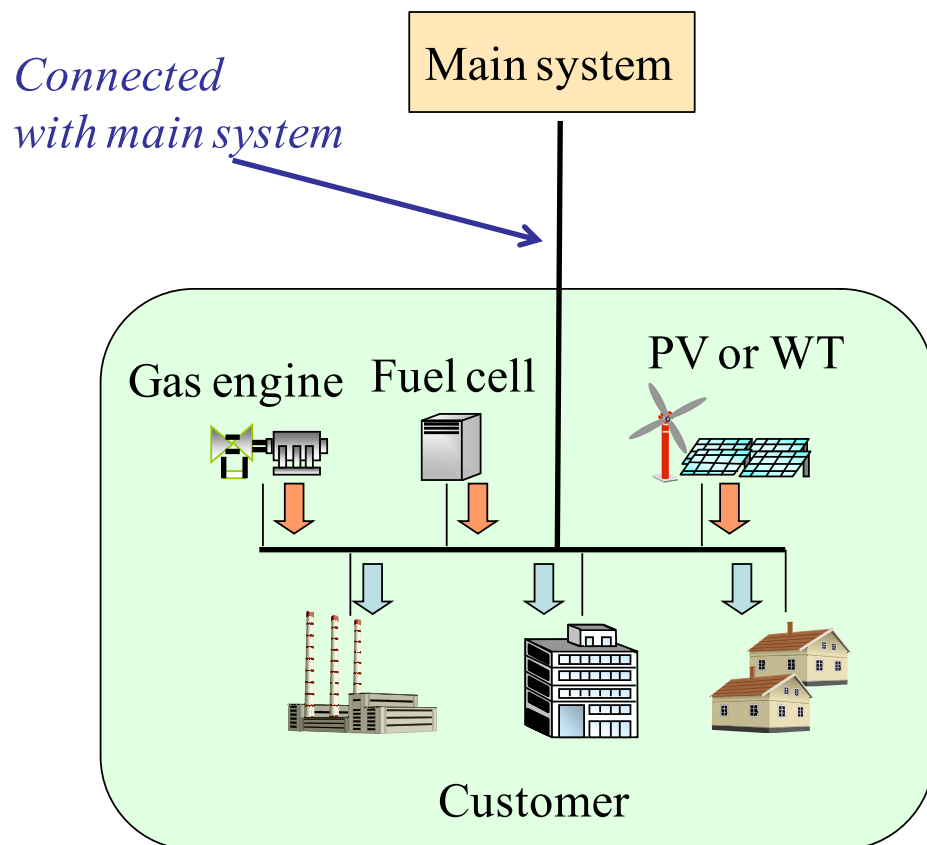 Main system
Connected
with main system
PV or WT
Gas engine
Fuel cell
Customer